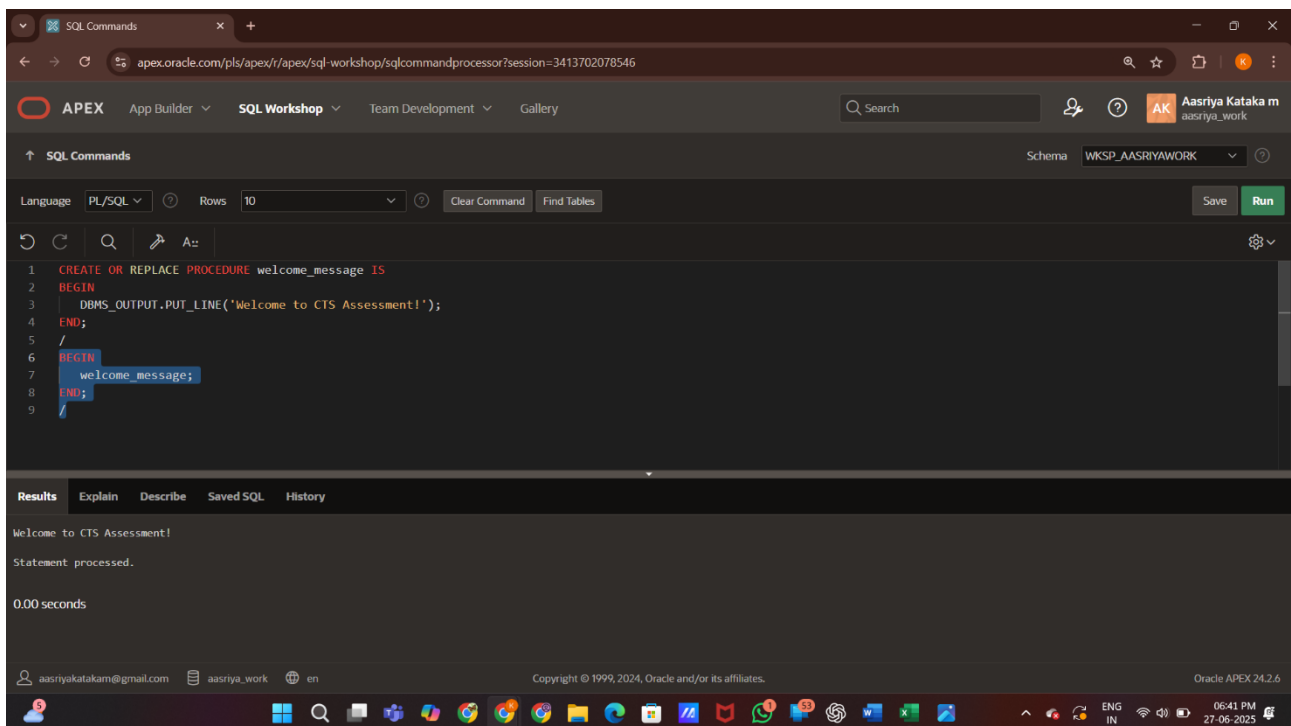 SQL Commands
apex.oracle.com/pls/apex/r/apex/sql-workshop/sqlcommandprocessor?session=3413702078546
K
APEX App Builder SQL Workshop Team Development Gallery Search AK Aasriya Kataka m
aasriya_work
SQL Commands Schema WKSP_AASRIYAWORK
Language PL/SQL Rows 10 Clear Command Find Tables Save Run
A::
1 CREATE OR REPLACE PROCEDURE welcome_message IS
2 BEGIN
3 DBMS_OUTPUT.PUT_LINE('Welcome to CTS Assessment!');
4 END;
5 /
6 BEGIN
7 welcome_message;
8 END;
9 /
Results Explain Describe Saved SQL History
Welcome to CTS Assessment!
Statement processed.
0.00 seconds
aasriyakatakam@gmail.com aasriya_work en Copyright © 1999, 2024, Oracle and/or its affiliates. Oracle APEX 24.2.6
5 53 ENG 06:41 PM
IN 27-06-2025